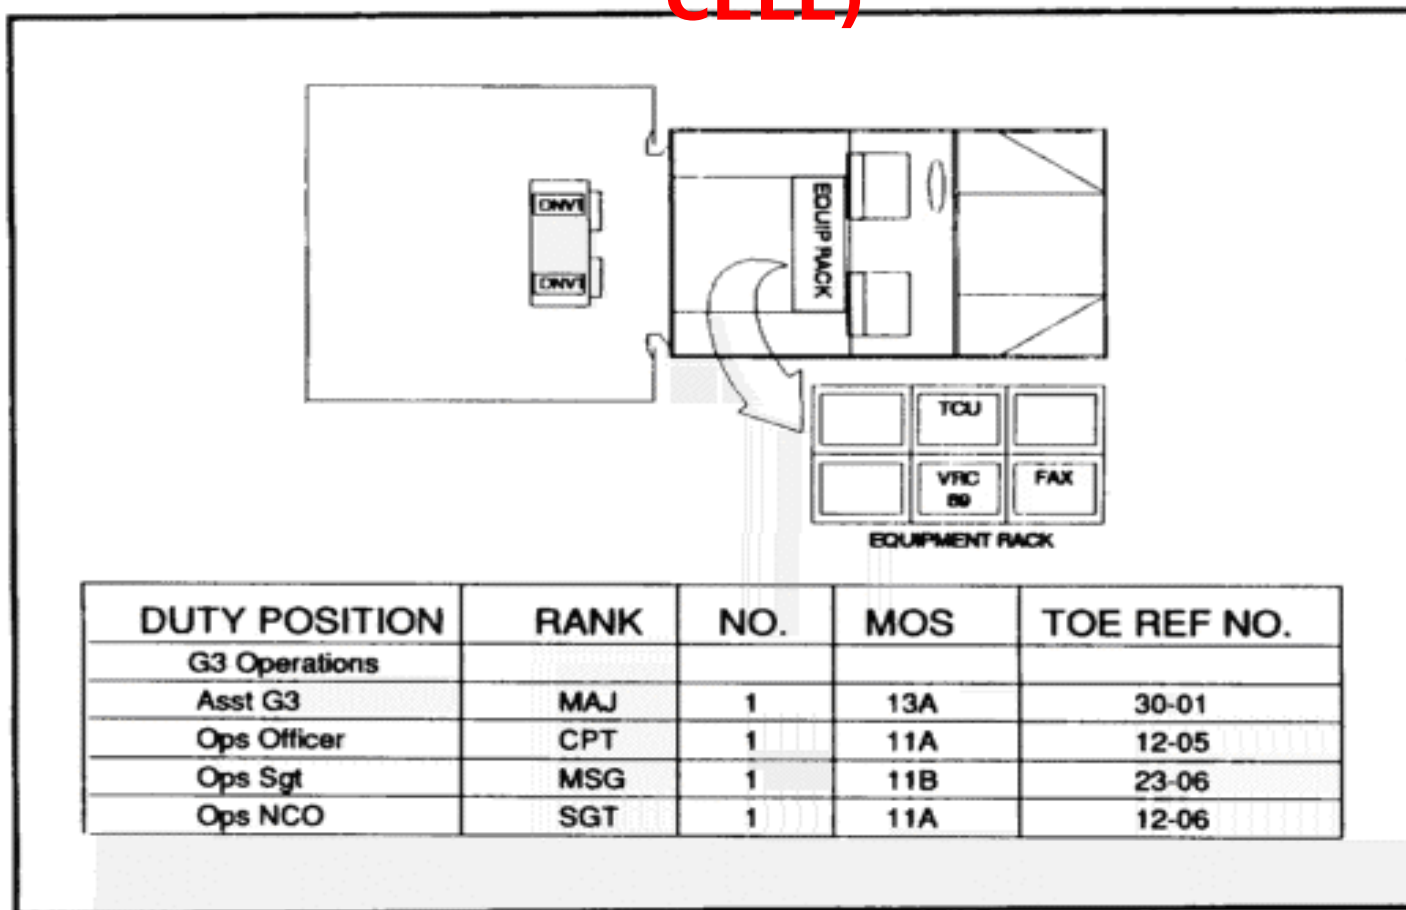 CELL)
DNVT
DNVT
EQUIP RACK
TCU
VRC
89
FAX
EQUIPMENT RACK
DUTY POSITION RANK NO. MOS TOE REF NO.
G3 Operations
Asst G3 MAJ 1 13A 30-01
Ops Officer CPT 1 11A 12-05
Ops Sgt MSG 1 11B 23-06
Ops NCO SGT 1 11A 12-06